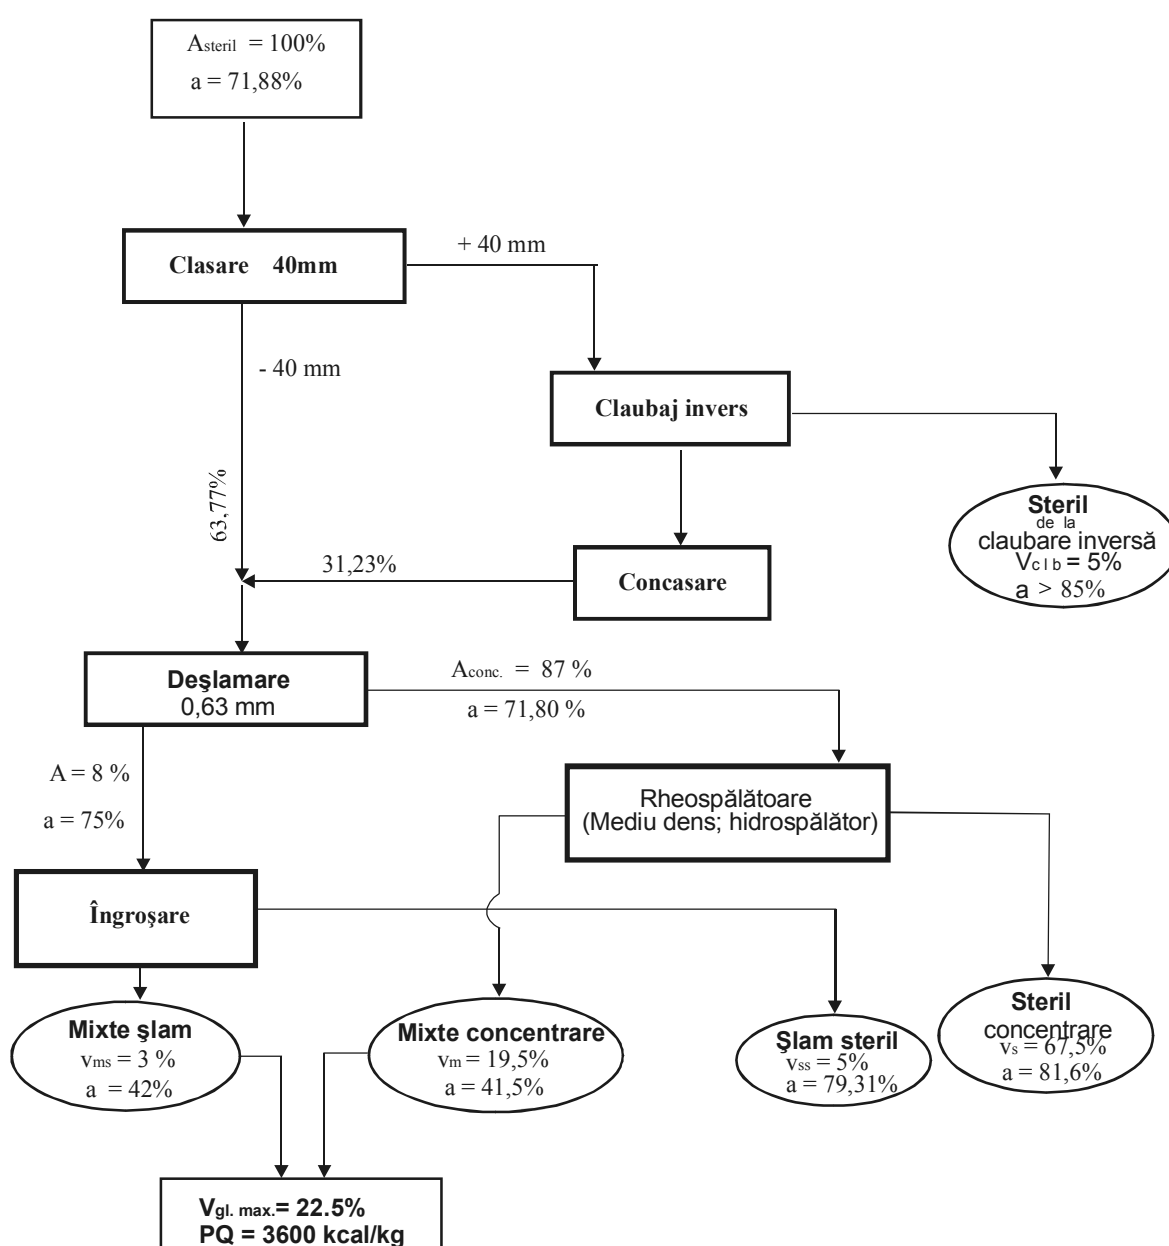 Asteril = 100%
a = 71,88%
Clasare 40mm
+ 40 mm
- 40 mm
Claubaj invers
63,77%
Steril
de la
claubare inversă
Vclb = 5%
a > 85%
31,23%
Concasare
Deşlamare
0,63 mm
Aconc. = 87 %
a = 71,80 %
A = 8 %
a = 75%
Rheospălătoare
(Mediu dens; hidrospălător)
Îngroşare
Mixte şlam
vms = 3 %
a = 42%
Mixte concentrare
vm = 19,5%
a = 41,5%
Şlam steril
vss = 5%
a = 79,31%
Steril
concentrare
vs = 67,5%
a = 81,6%
Vgl. max.= 22.5%
PQ = 3600 kcal/kg